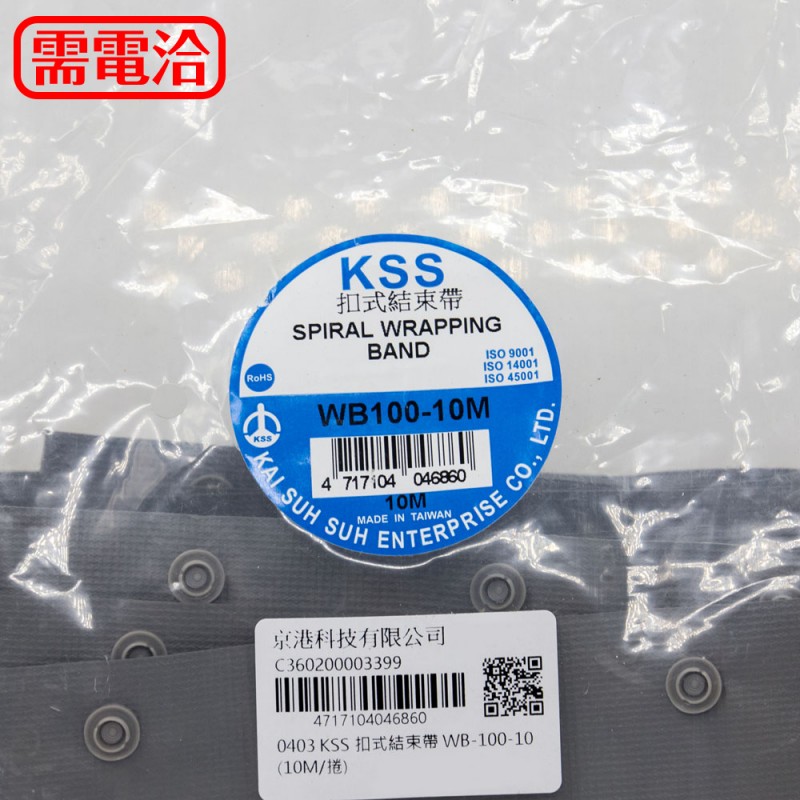 需電洽
KSS
扣式結束帶
SPIRAL WRAPPING
BAND
ISO 9001
ISO 14001
ISO 45001
RoHS
WB100-10M
KSS
4 717104 046860
10M
MADE IN TAIWAN
KAI SUH SUH ENTERPRISE CO., LTD.
京港科技有限公司
C360200003399
4717104046860
0403 KSS 扣式結束帶 WB-100-10
(10M/捲)